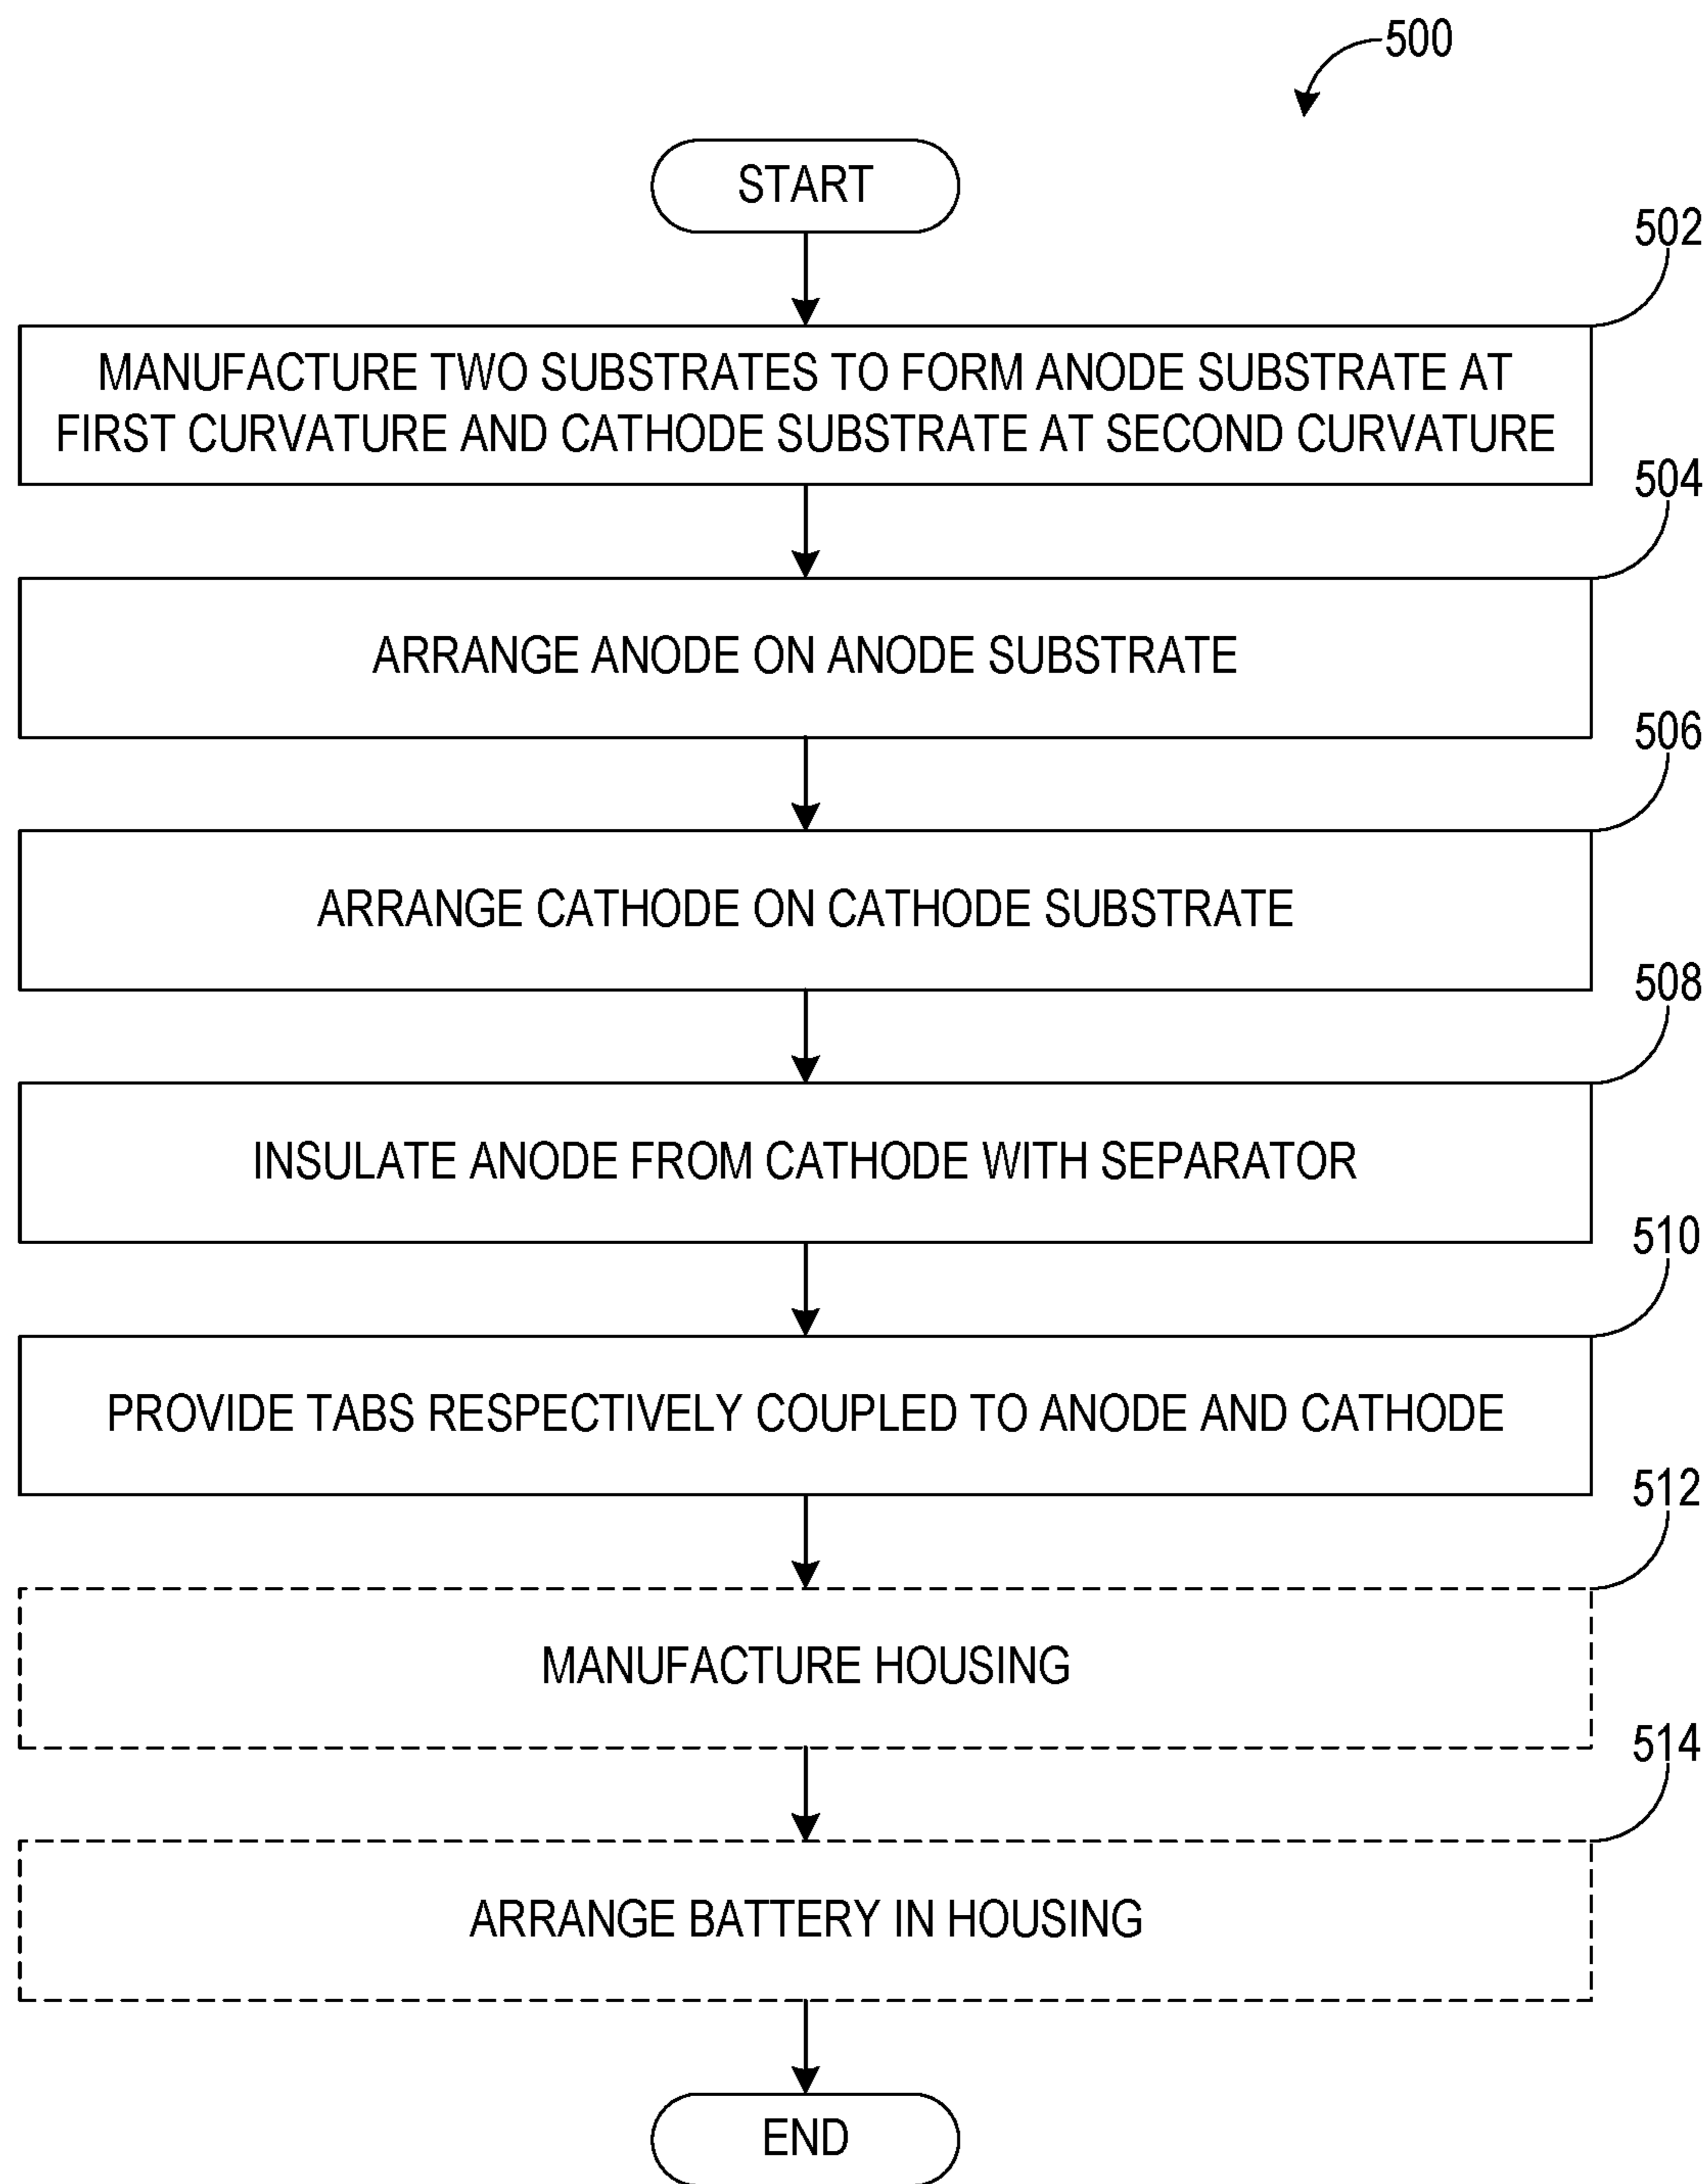 500
START
502
MANUFACTURE TWO SUBSTRATES TO FORM ANODE SUBSTRATE AT
FIRST CURVATURE AND CATHODE SUBSTRATE AT SECOND CURVATURE
504
ARRANGE ANODE ON ANODE SUBSTRATE
506
ARRANGE CATHODE ON CATHODE SUBSTRATE
508
INSULATE ANODE FROM CATHODE WITH SEPARATOR
510
PROVIDE TABS RESPECTIVELY COUPLED TO ANODE AND CATHODE
512
MANUFACTURE HOUSING
514
ARRANGE BATTERY IN HOUSING
END